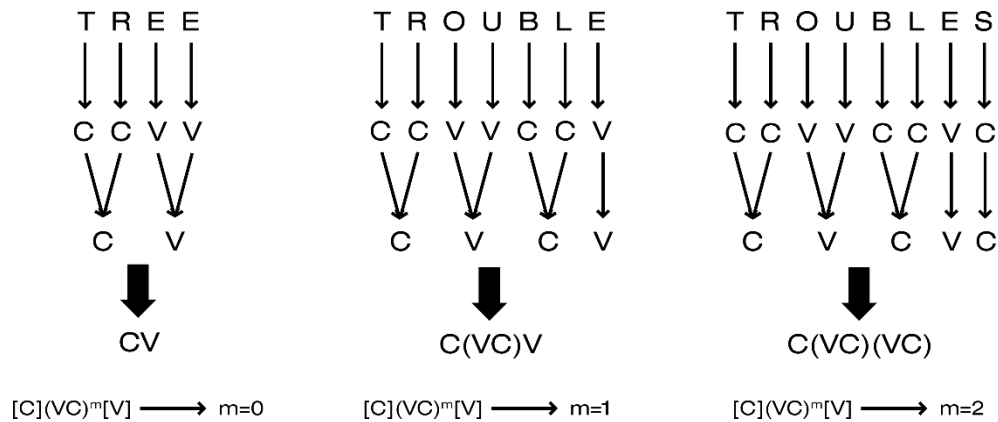 T R E E T R O U B L E T R O U B L E S
C C V V C C V V C C V C C V V C C V C
C V C V C V C V C V C
CV C(VC)V C(VC)(VC)
[C](VC)ᵐ[V] m=0 [C](VC)ᵐ[V] m=1 [C](VC)ᵐ[V] m=2